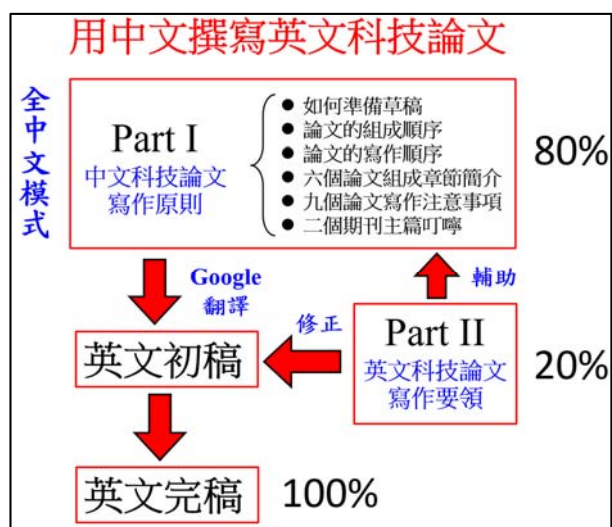 用中文撰寫英文科技論文
全中文模式
Part I
中文科技論文
寫作原則
● 如何準備草稿
● 論文的組成順序
● 論文的寫作順序
● 六個論文組成章節簡介
● 九個論文寫作注意事項
● 二個期刊主篇叮嚀
80%
Google
翻譯
輔助
英文初稿
修正
Part II
英文科技論文
寫作要領
20%
英文完稿
100%